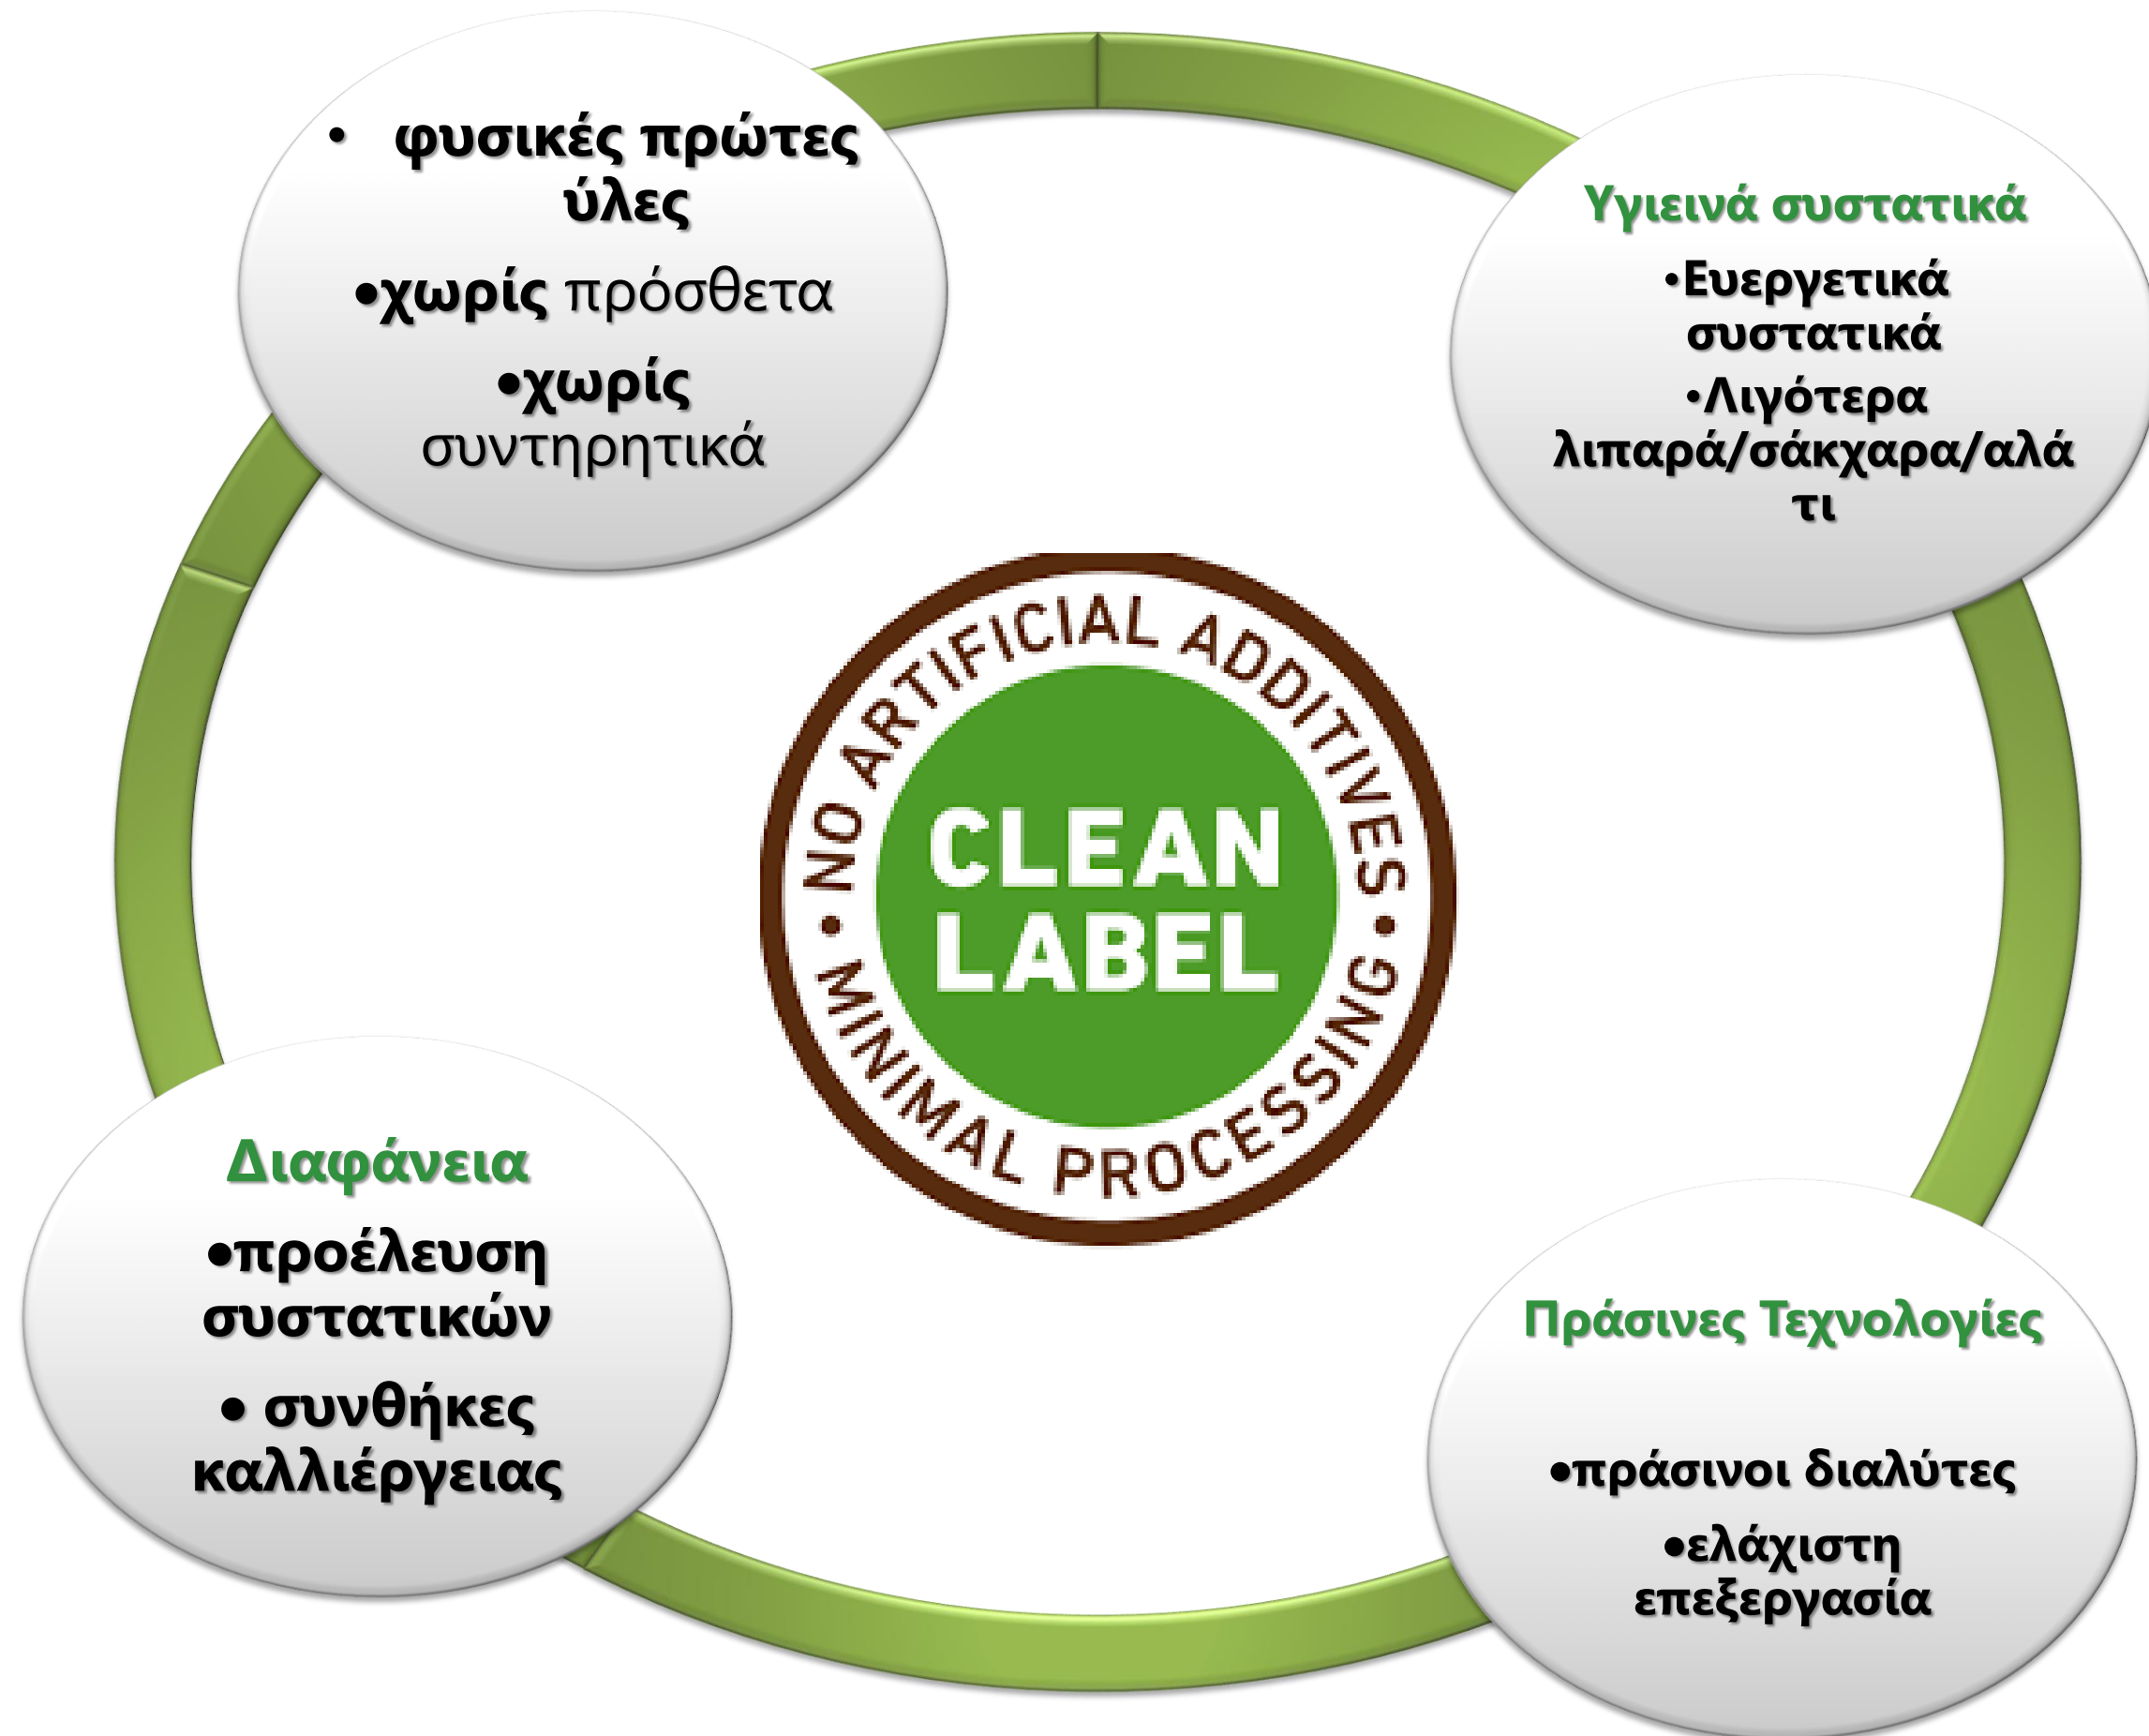 • φυσικές πρώτες
ύλες
•χωρίς πρόσθετα
•χωρίς
συντηρητικά
Υγιεινά συστατικά
•Ευεργετικά
συστατικά
•Λιγότερα
λιπαρά/σάκχαρα/αλά
τι
• NO ARTIFICIAL ADDITIVES •
CLEAN
LABEL
MINIMAL PROCESSING
Διαφάνεια
•προέλευση
συστατικών
• συνθήκες
καλλιέργειας
Πράσινες Τεχνολογίες
•πράσινοι διαλύτες
•ελάχιστη
επεξεργασία